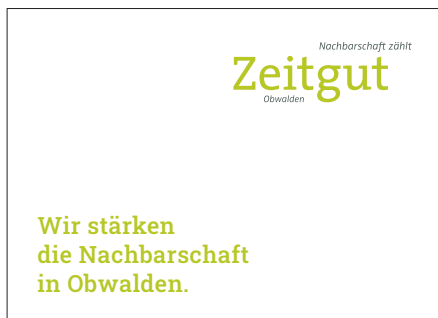 Nachbarschaft zählt
Zeitgut
Obwalden
Wir stärken
die Nachbarschaft
in Obwalden.